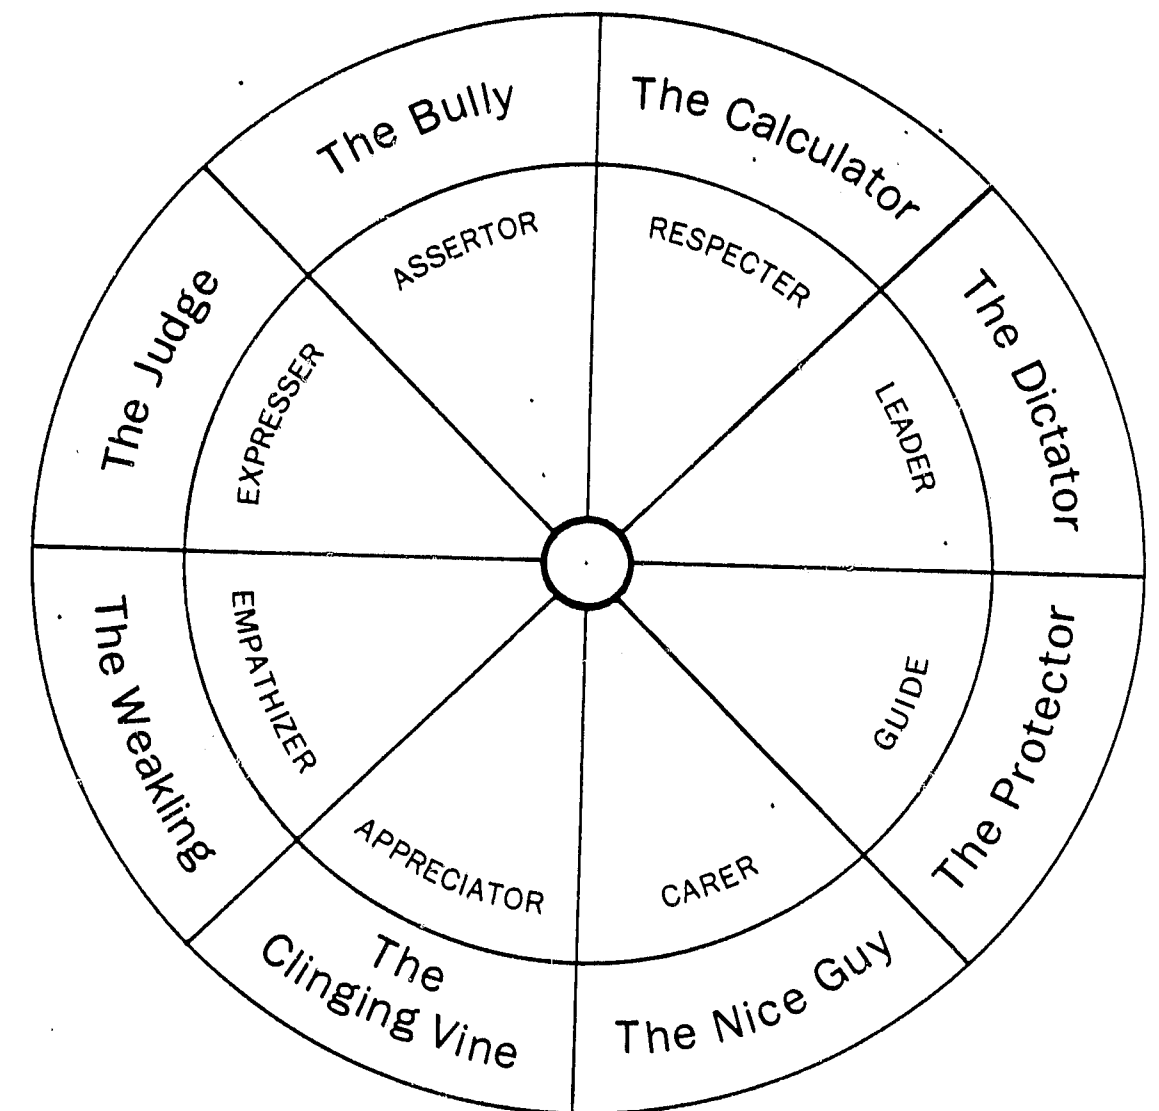 The Bully
The Calculator
The Judge
ASSERTOR
RESPECTER
The Dictator
EXPRESSER
LEADER
The Weakling
EMPATHIZER
GUIDE
The Protector
APPRECIATOR
CARER
The
Clinging Vine
The Nice Guy